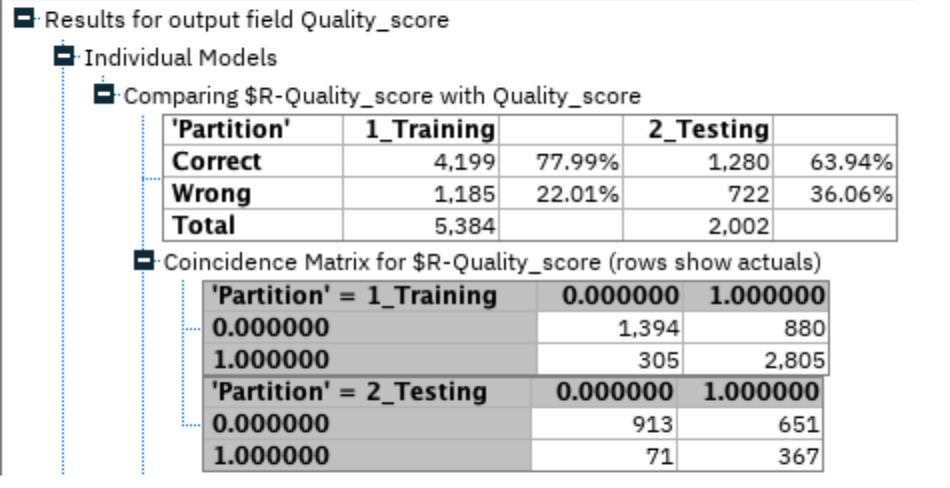 Results for output field Quality_score
Individual Models
Comparing $R-Quality_score with Quality_score
'Partition' 1_Training 2_Testing
Correct 4,199 77.99% 1,280 63.94%
Wrong 1,185 22.01% 722 36.06%
Total 5,384 2,002
Coincidence Matrix for $R-Quality_score (rows show actuals)
'Partition' = 1_Training 0.000000 1.000000
0.000000 1,394 880
1.000000 305 2,805
'Partition' = 2_Testing 0.000000 1.000000
0.000000 913 651
1.000000 71 367